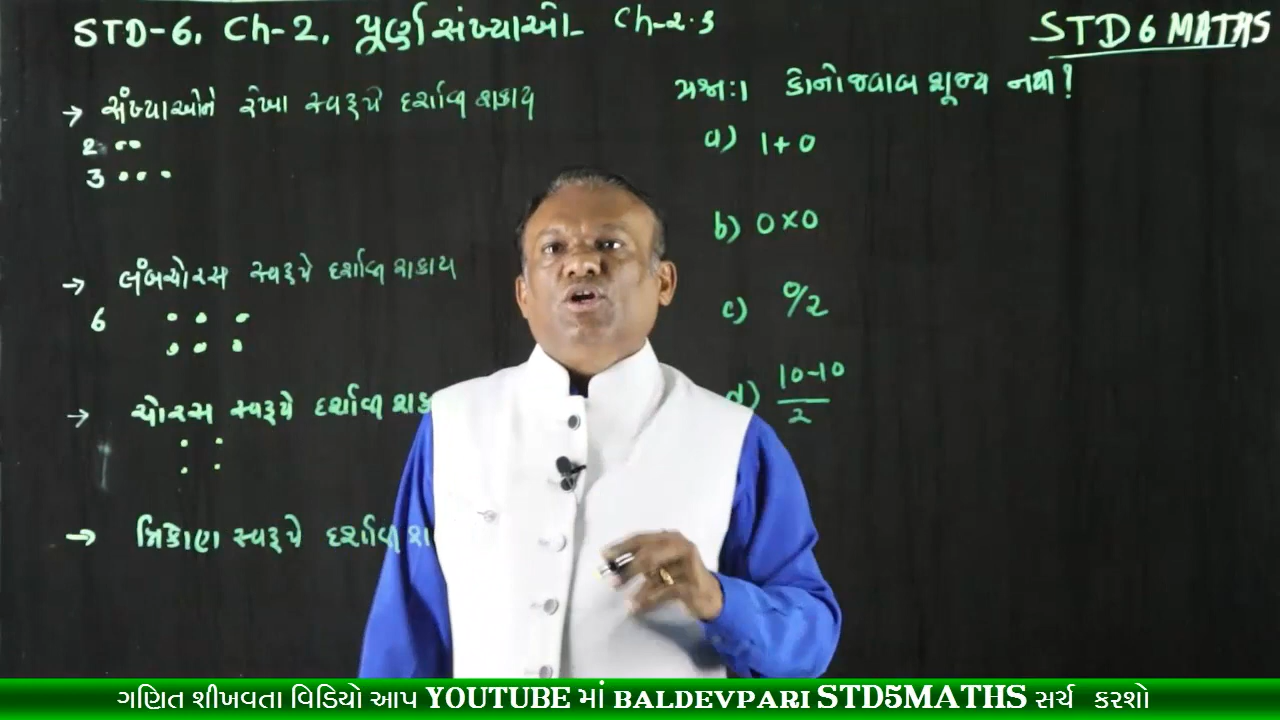 STD-6. Ch-2. પૂર્ણ સંખ્યાઓ- Ch-2.3
STD 6 MATHS
→ સંખ્યાઓને રેખા સ્વરૂપે દર્શાવી શકાય
2 ..
3 ...
→ લંબચોરસ સ્વરૂપે દર્શાવી શકાય
6
→ ચોરસ સ્વરૂપે દર્શાવી શક
→ ત્રિકોણ સ્વરૂપે દર્શાવી શ
પ્રશ્ન:1 કોનો જવાબ શૂન્ય નથી?
a) 1+0
b) 0×0
c) 0/2
d) 10-10/2
ગણિત શીખવતા વિડિયો આપ YOUTUBE માં BALDEVPARI STD5MATHS સર્ચ કરશો